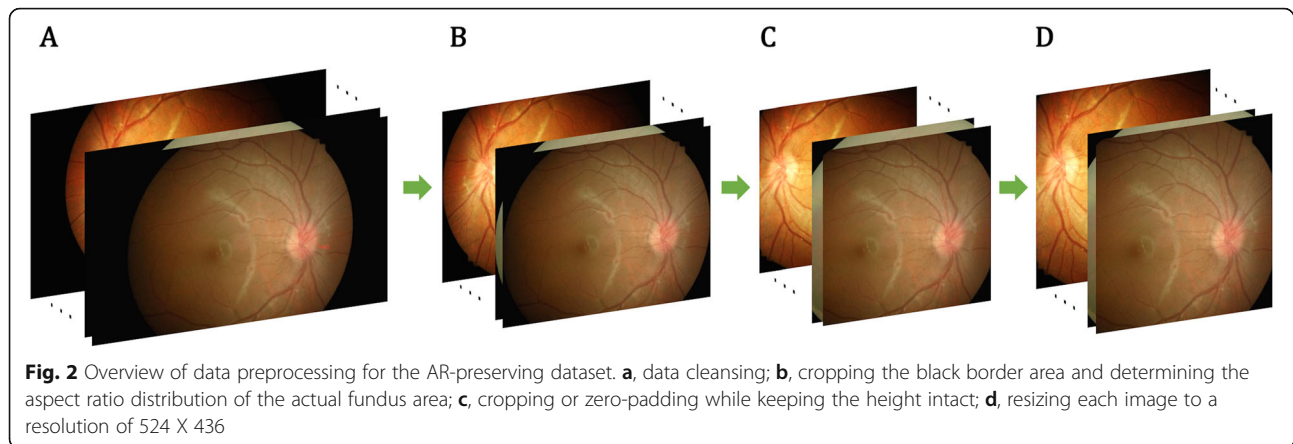 A B C D
Fig. 2 Overview of data preprocessing for the AR-preserving dataset. a, data cleansing; b, cropping the black border area and determining the
aspect ratio distribution of the actual fundus area; c, cropping or zero-padding while keeping the height intact; d, resizing each image to a
resolution of 524 X 436